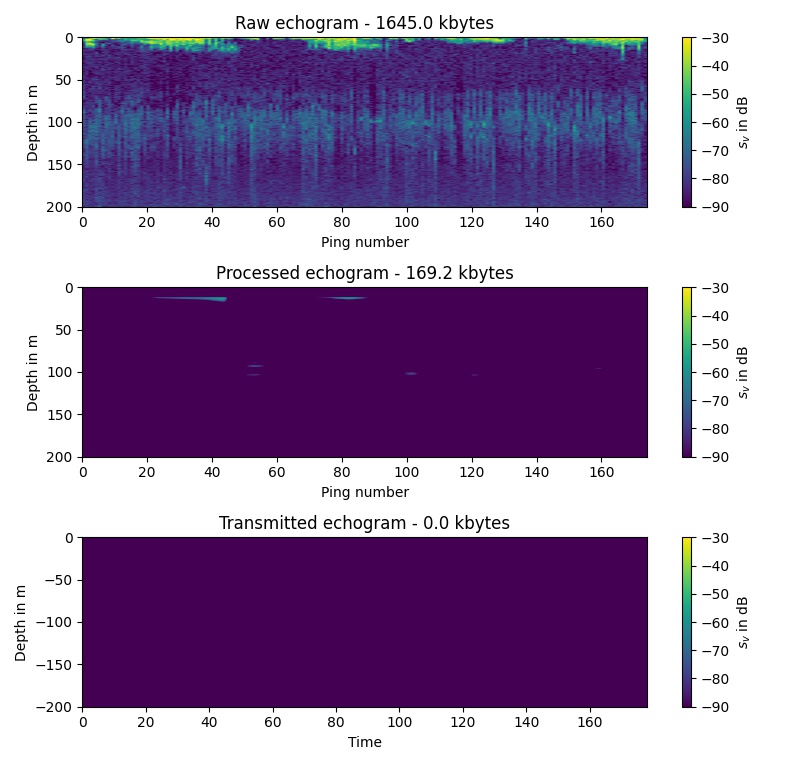 Raw echogram - 1645.0 kbytes
0
50
100
150
200
Depth in m
0 20 40 60 80 100 120 140 160
Ping number
−30
−40
−50
−60
−70
−80
−90
s_v in dB
Processed echogram - 169.2 kbytes
0
50
100
150
200
Depth in m
0 20 40 60 80 100 120 140 160
Ping number
−30
−40
−50
−60
−70
−80
−90
s_v in dB
Transmitted echogram - 0.0 kbytes
0
−50
−100
−150
−200
Depth in m
0 20 40 60 80 100 120 140 160
Time
−30
−40
−50
−60
−70
−80
−90
s_v in dB